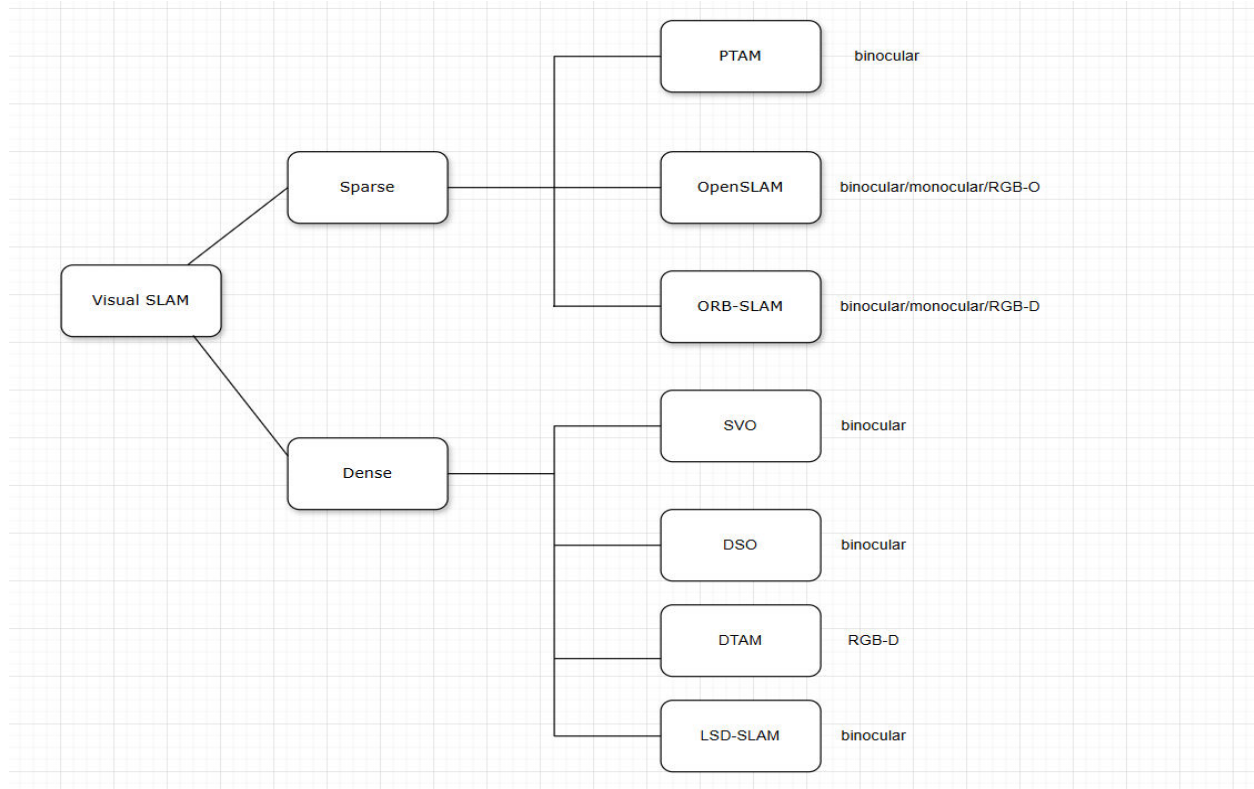 PTAM binocular
Sparse OpenSLAM binocular/monocular/RGB-O
Visual SLAM
ORB-SLAM binocular/monocular/RGB-D
SVO binocular
Dense
DSO binocular
DTAM RGB-D
LSD-SLAM binocular